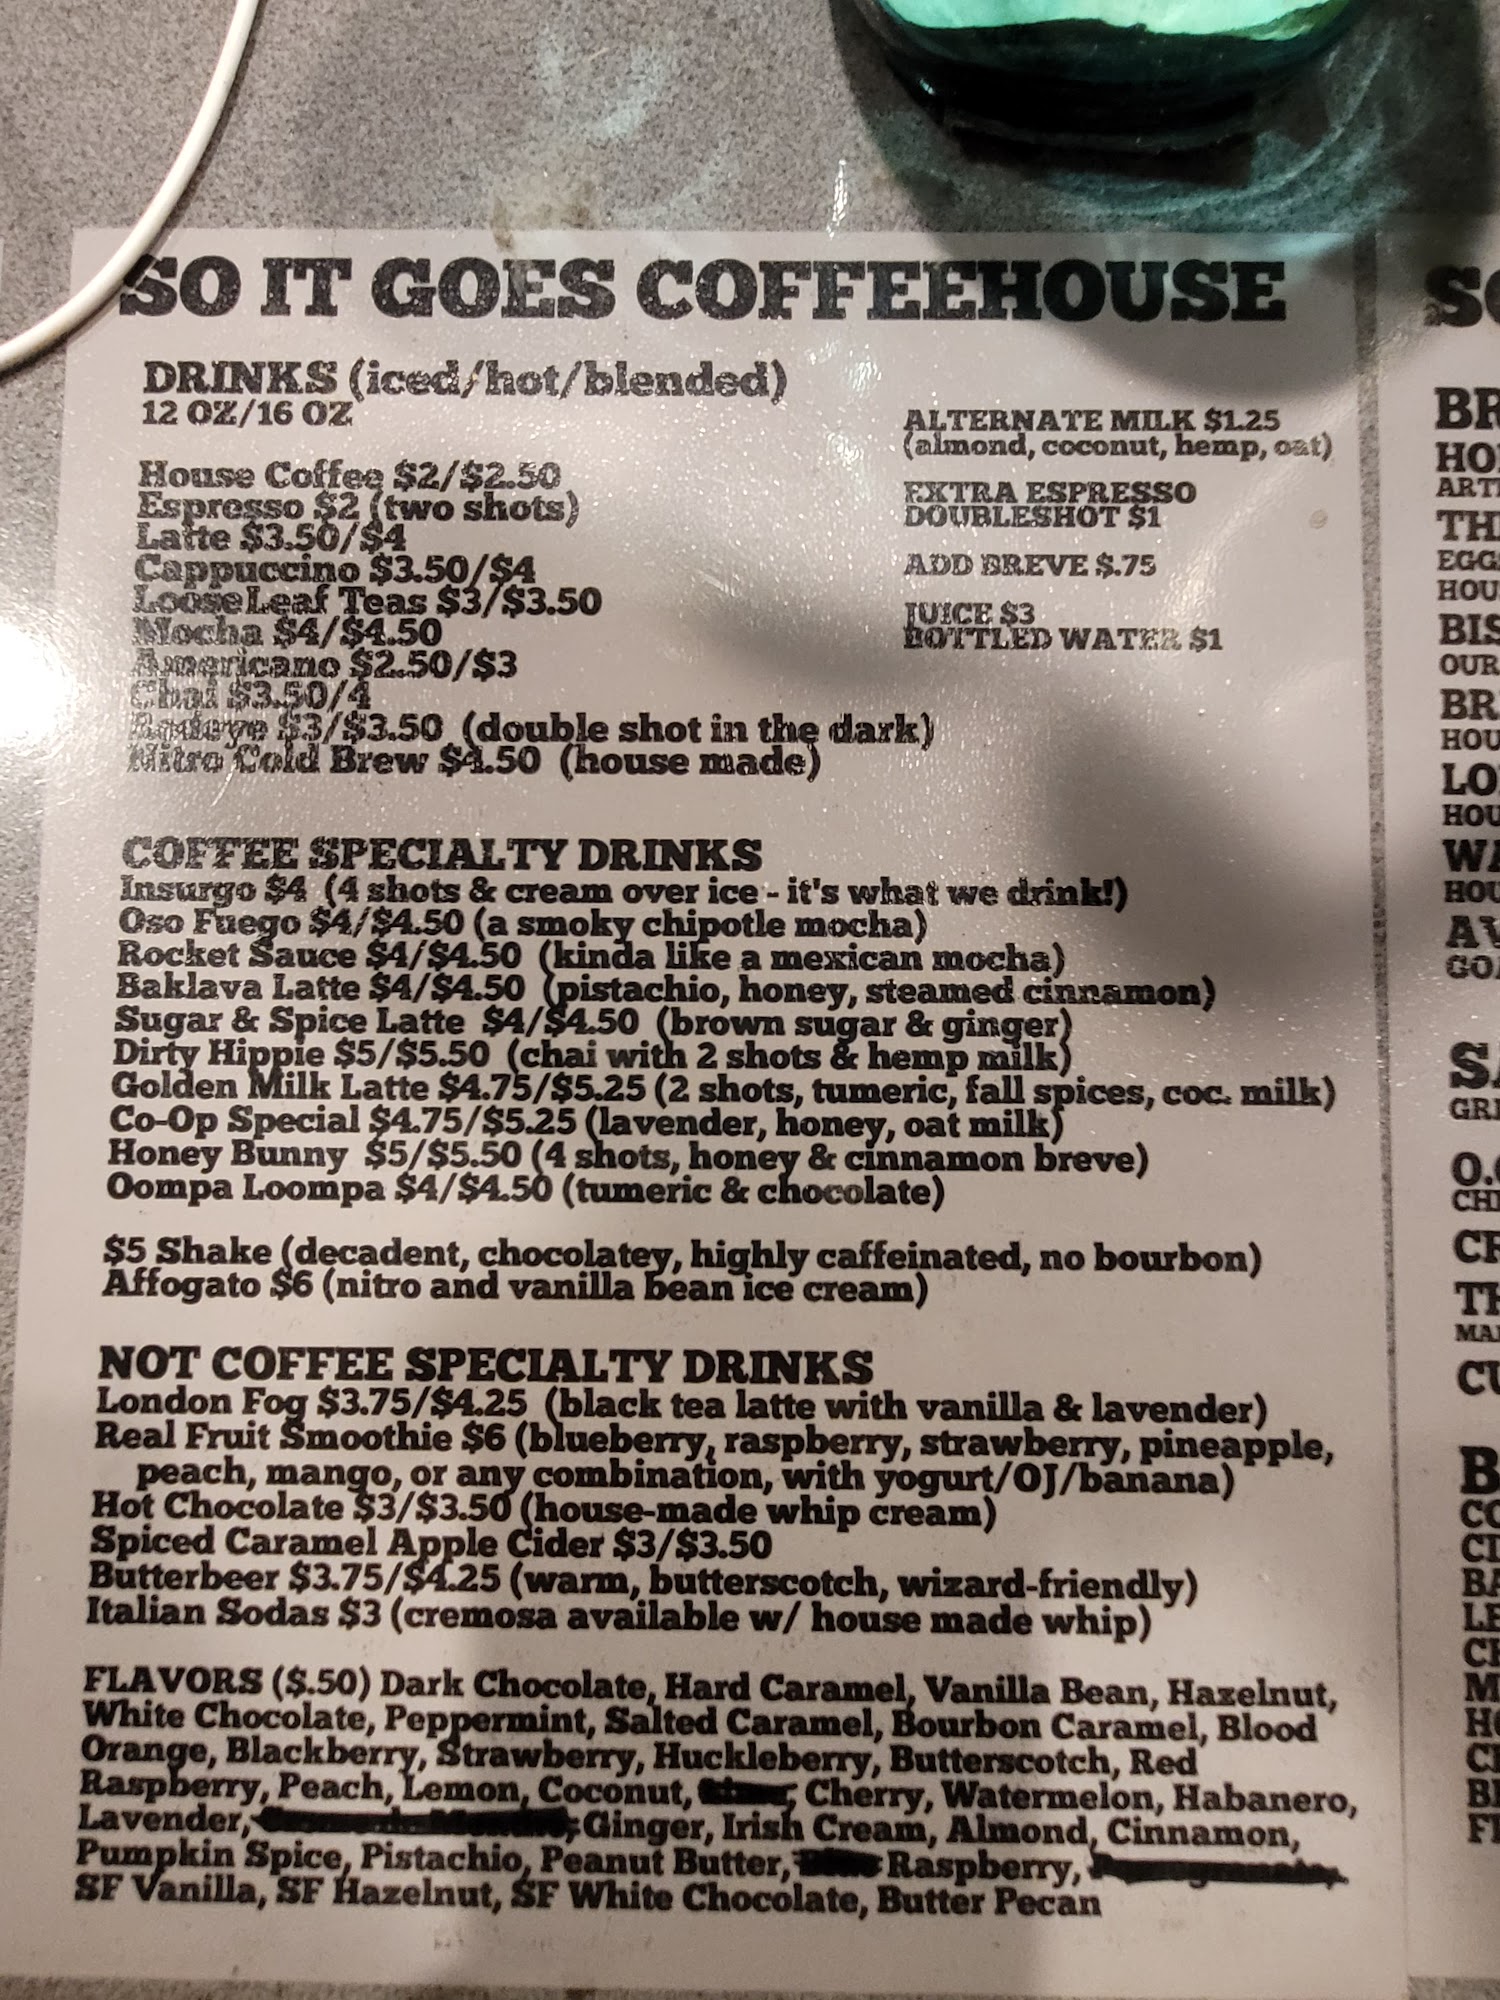 SO IT GOES COFFEEHOUSE
DRINKS (iced/hot/blended)
12 OZ/16 OZ
House Coffee $2/$2.50
Espresso $2 (two shots)
Latte $3.50/$4
Cappuccino $3.50/$4
Loose Leaf Teas $3/$3.50
Mocha $4/$4.50
Americano $2.50/$3
Chai $3.50/4
Redeye $3/$3.50 (double shot in the dark)
Nitro Cold Brew $4.50 (house made)
ALTERNATE MILK $1.25
(almond, coconut, hemp, oat)
EXTRA ESPRESSO
DOUBLESHOT $1
ADD BREVE $.75
JUICE $3
BOTTLED WATER $1
COFFEE SPECIALTY DRINKS
Insurgo $4 (4 shots & cream over ice - it's what we drink!)
Oso Fuego $4/$4.50 (a smoky chipotle mocha)
Rocket Sauce $4/$4.50 (kinda like a mexican mocha)
Baklava Latte $4/$4.50 (pistachio, honey, steamed cinnamon)
Sugar & Spice Latte $4/$4.50 (brown sugar & ginger)
Dirty Hippie $5/$5.50 (chai with 2 shots & hemp milk)
Golden Milk Latte $4.75/$5.25 (2 shots, tumeric, fall spices, coc. milk)
Co-Op Special $4.75/$5.25 (lavender, honey, oat milk)
Honey Bunny $5/$5.50 (4 shots, honey & cinnamon breve)
Oompa Loompa $4/$4.50 (tumeric & chocolate)
$5 Shake (decadent, chocolatey, highly caffeinated, no bourbon)
Affogato $6 (nitro and vanilla bean ice cream)
NOT COFFEE SPECIALTY DRINKS
London Fog $3.75/$4.25 (black tea latte with vanilla & lavender)
Real Fruit Smoothie $6 (blueberry, raspberry, strawberry, pineapple,
peach, mango, or any combination, with yogurt/OJ/banana)
Hot Chocolate $3/$3.50 (house-made whip cream)
Spiced Caramel Apple Cider $3/$3.50
Butterbeer $3.75/$4.25 (warm, butterscotch, wizard-friendly)
Italian Sodas $3 (cremosa available w/ house made whip)
FLAVORS ($.50) Dark Chocolate, Hard Caramel, Vanilla Bean, Hazelnut,
White Chocolate, Peppermint, Salted Caramel, Bourbon Caramel, Blood
Orange, Blackberry, Strawberry, Huckleberry, Butterscotch, Red
Raspberry, Peach, Lemon, Coconut, Cherry, Watermelon, Habanero,
Lavender, Ginger, Irish Cream, Almond, Cinnamon,
Pumpkin Spice, Pistachio, Peanut Butter, Raspberry,
SF Vanilla, SF Hazelnut, SF White Chocolate, Butter Pecan